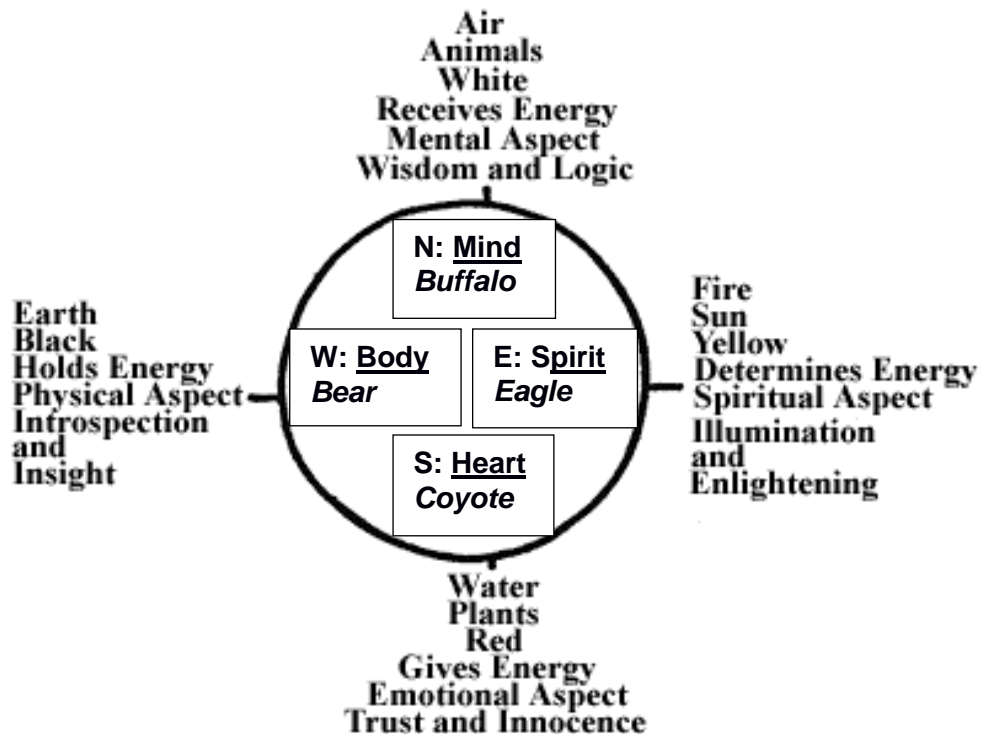 Air
Animals
White
Receives Energy
Mental Aspect
Wisdom and Logic
N: Mind
Buffalo
Earth
Black
Holds Energy
Physical Aspect
Introspection
and
Insight
W: Body
Bear
E: Spirit
Eagle
Fire
Sun
Yellow
Determines Energy
Spiritual Aspect
Illumination
and
Enlightening
S: Heart
Coyote
Water
Plants
Red
Gives Energy
Emotional Aspect
Trust and Innocence